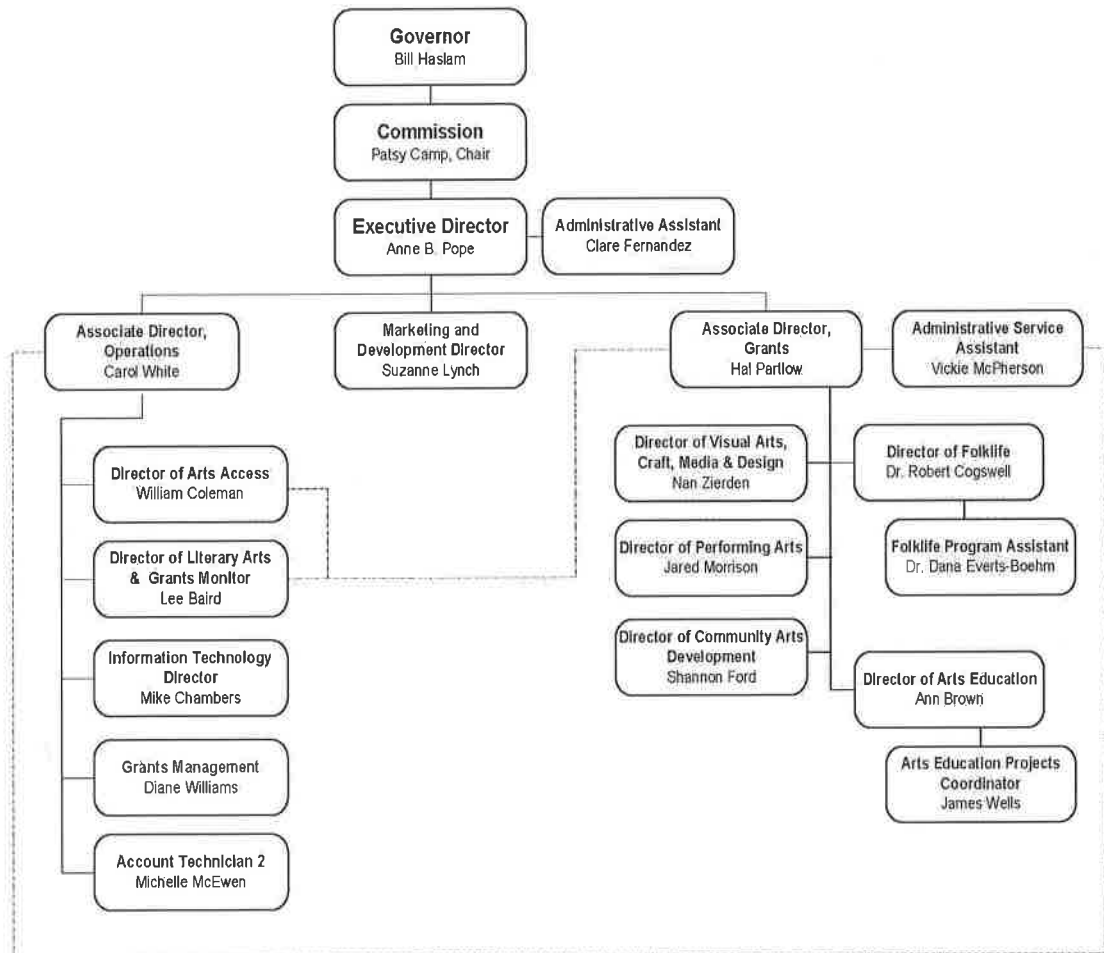 Governor
Bill Haslam
Commission
Patsy Camp, Chair
Executive Director
Anne B. Pope
Administrative Assistant
Clare Fernandez
Associate Director,
Operations
Carol White
Marketing and
Development Director
Suzanne Lynch
Associate Director,
Grants
Hal Partlow
Administrative Service
Assistant
Vickie McPherson
Director of Arts Access
William Coleman
Director of Literary Arts
& Grants Monitor
Lee Baird
Information Technology
Director
Mike Chambers
Grants Management
Diane Williams
Account Technician 2
Michelle McEwen
Director of Visual Arts,
Craft, Media & Design
Nan Zierden
Director of Folklife
Dr. Robert Cogswell
Director of Performing Arts
Jared Morrison
Folklife Program Assistant
Dr. Dana Everts-Boehm
Director of Community Arts
Development
Shannon Ford
Director of Arts Education
Ann Brown
Arts Education Projects
Coordinator
James Wells